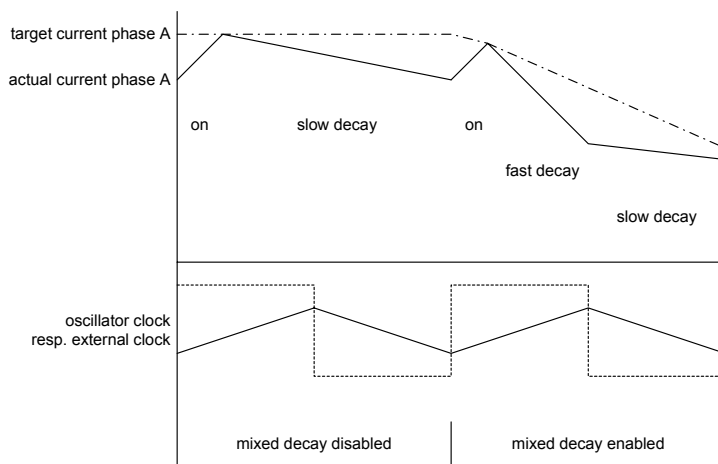 target current phase A
actual current phase A
on
slow decay
on
fast decay
slow decay
oscillator clock
resp. external clock
mixed decay disabled
mixed decay enabled